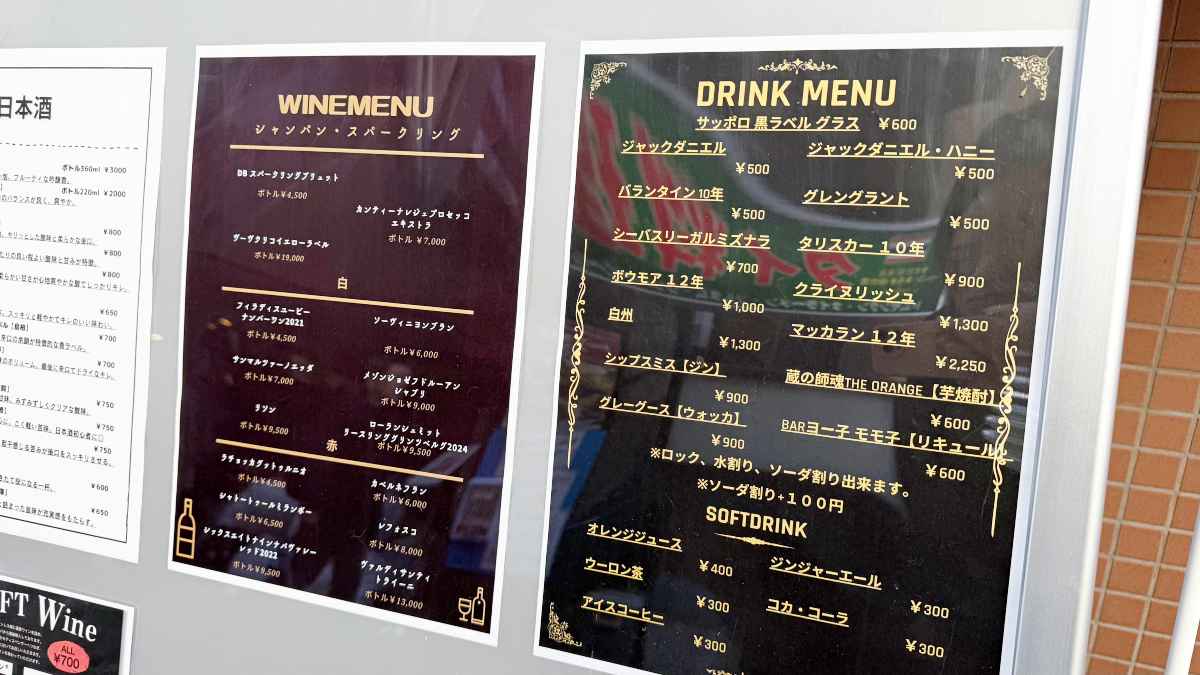 日本酒
ボトル360ml ¥3000
ボトル220ml ¥2000
¥800
¥800
¥800
¥650
¥700
¥700
¥750
¥750
¥750
¥600
¥650
FT Wine
ALL
¥700
WINEMENU
シャンパン・スパークリング
DB スパークリングブリュット
ボトル¥4,500
カンティーナレジェプロセッコ
エキストラ
ボトル ¥7,000
ヴーヴクリコイエローラベル
ボトル¥19,000
白
フィラディスユービー
ナンバーワン2021
ボトル¥4,500
ソーヴィニヨンブラン
ボトル¥6,000
サンマルツァーノエッダ
ボトル¥7,000
メゾンジョゼフドルーアン
シャブリ
ボトル¥9,000
リソン
ボトル¥9,500
ローランシュミット
リースリンググリンツベルグ2024
ボトル¥9,500
赤
ラチョッカグットゥルニオ
ボトル¥4,500
カベルネフラン
ボトル¥6,000
シャトートゥールミランボー
ボトル¥6,500
レフォスコ
ボトル¥8,000
シックスエイトナインナパヴァレー
レッド2022
ボトル¥9,500
ヴァルディサンティ
トライーニ
ボトル¥13,000
DRINK MENU
サッポロ 黒ラベル グラス ¥600
ジャックダニエル
¥500
ジャックダニエル・ハニー
¥500
バランタイン 10年
¥500
グレングラント
¥500
シーバスリーガルミズナラ
¥700
タリスカー １０年
¥900
ボウモア １２年
¥1,000
クライヌリッシュ
¥1,300
白州
¥1,300
マッカラン １２年
¥2,250
シップスミス【ジン】
¥900
蔵の師魂THE ORANGE【芋焼酎】
¥600
グレーグース【ウォッカ】
¥900
BARヨー子 モモ子【リキュール】
¥600
※ロック、水割り、ソーダ割り出来ます。
※ソーダ割り+１００円
SOFTDRINK
オレンジジュース
¥400
ジンジャーエール
¥300
ウーロン茶
¥300
コカ・コーラ
¥300
アイスコーヒー
¥300